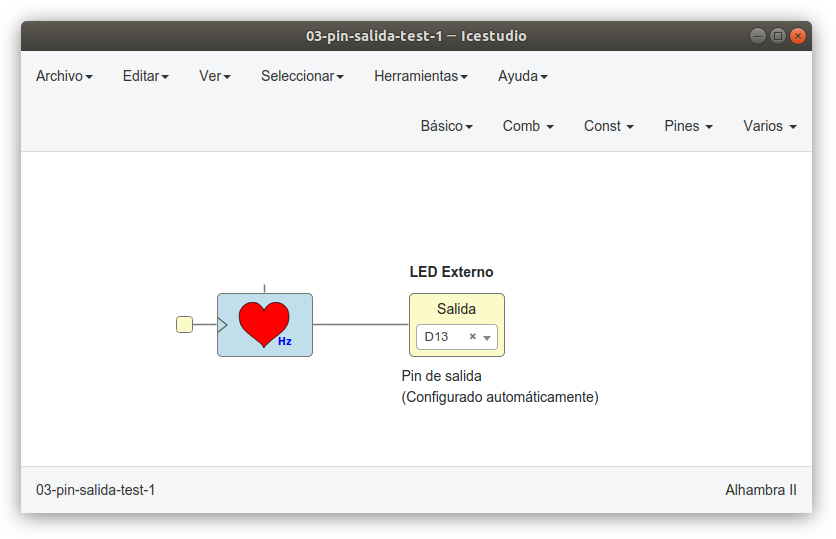 03-pin-salida-test-1 — Icestudio
Archivo Editar Ver Seleccionar Herramientas Ayuda
Básico Comb Const Pines Varios
LED Externo
Salida
D13 ×
Hz
Pin de salida
(Configurado automáticamente)
03-pin-salida-test-1 Alhambra II